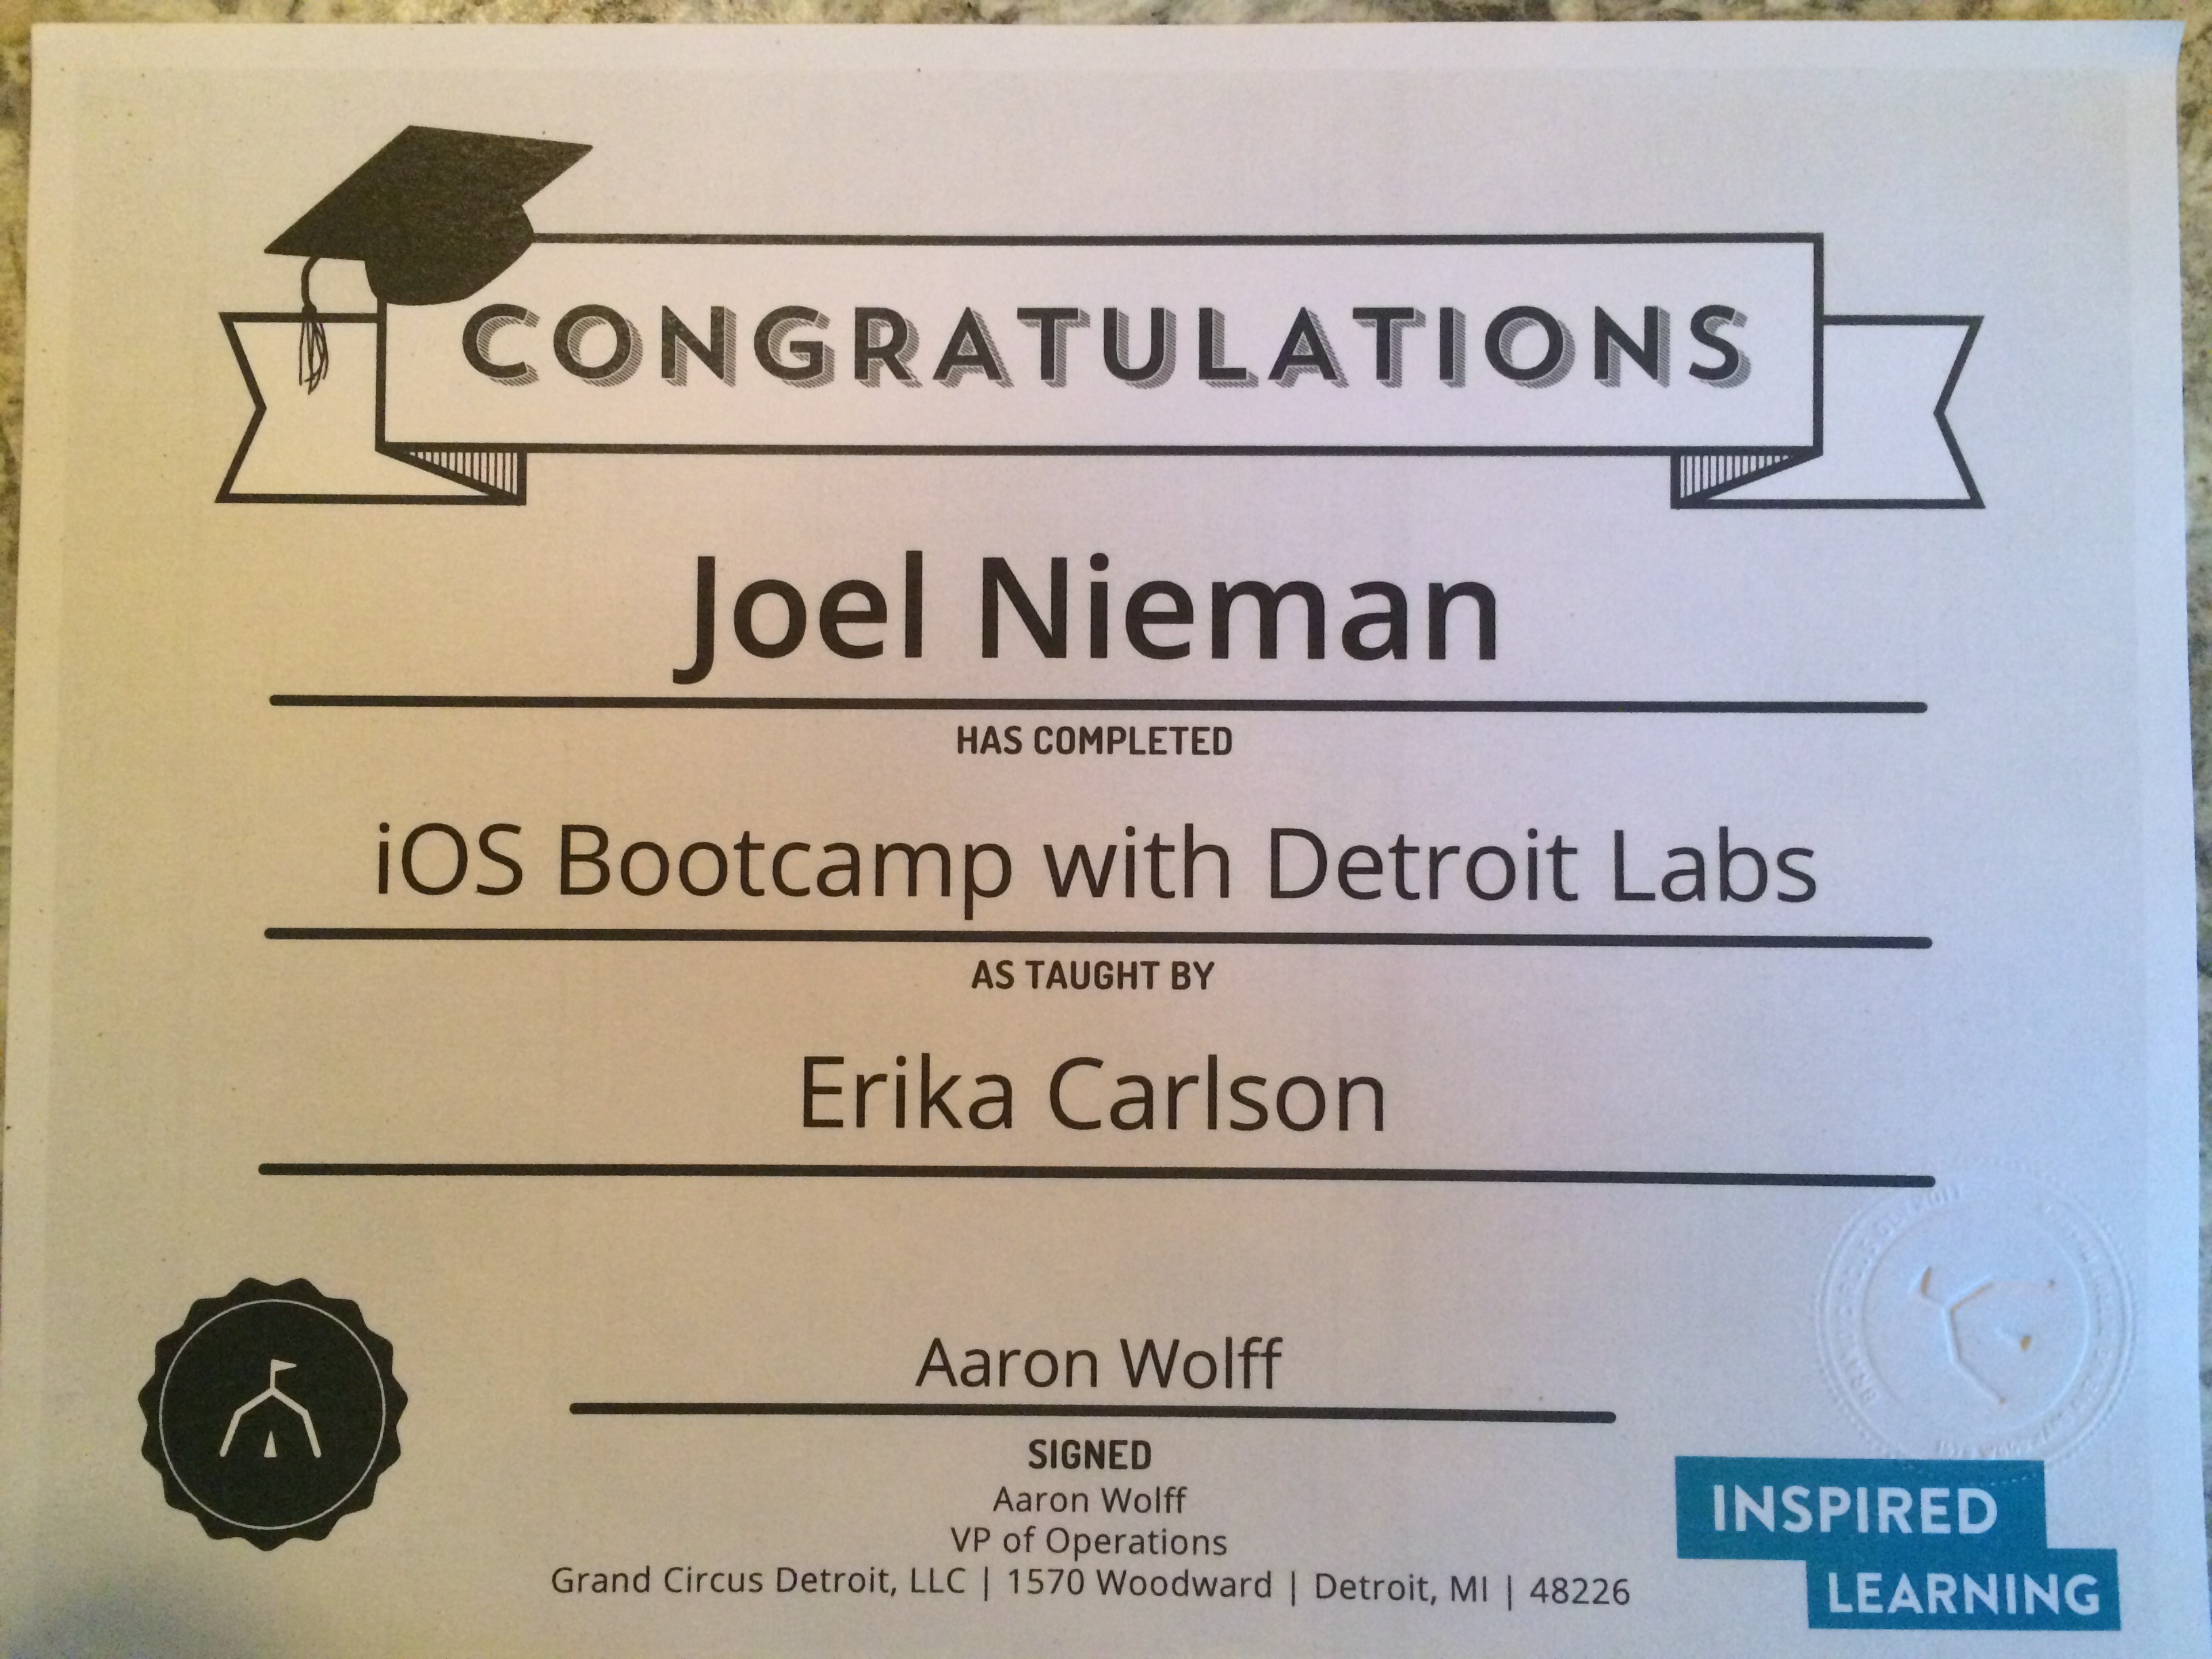 CONGRATULATIONS
Joel Nieman
HAS COMPLETED
iOS Bootcamp with Detroit Labs
AS TAUGHT BY
Erika Carlson
Aaron Wolff
SIGNED
Aaron Wolff
VP of Operations
Grand Circus Detroit, LLC | 1570 Woodward | Detroit, MI | 48226
INSPIRED
LEARNING